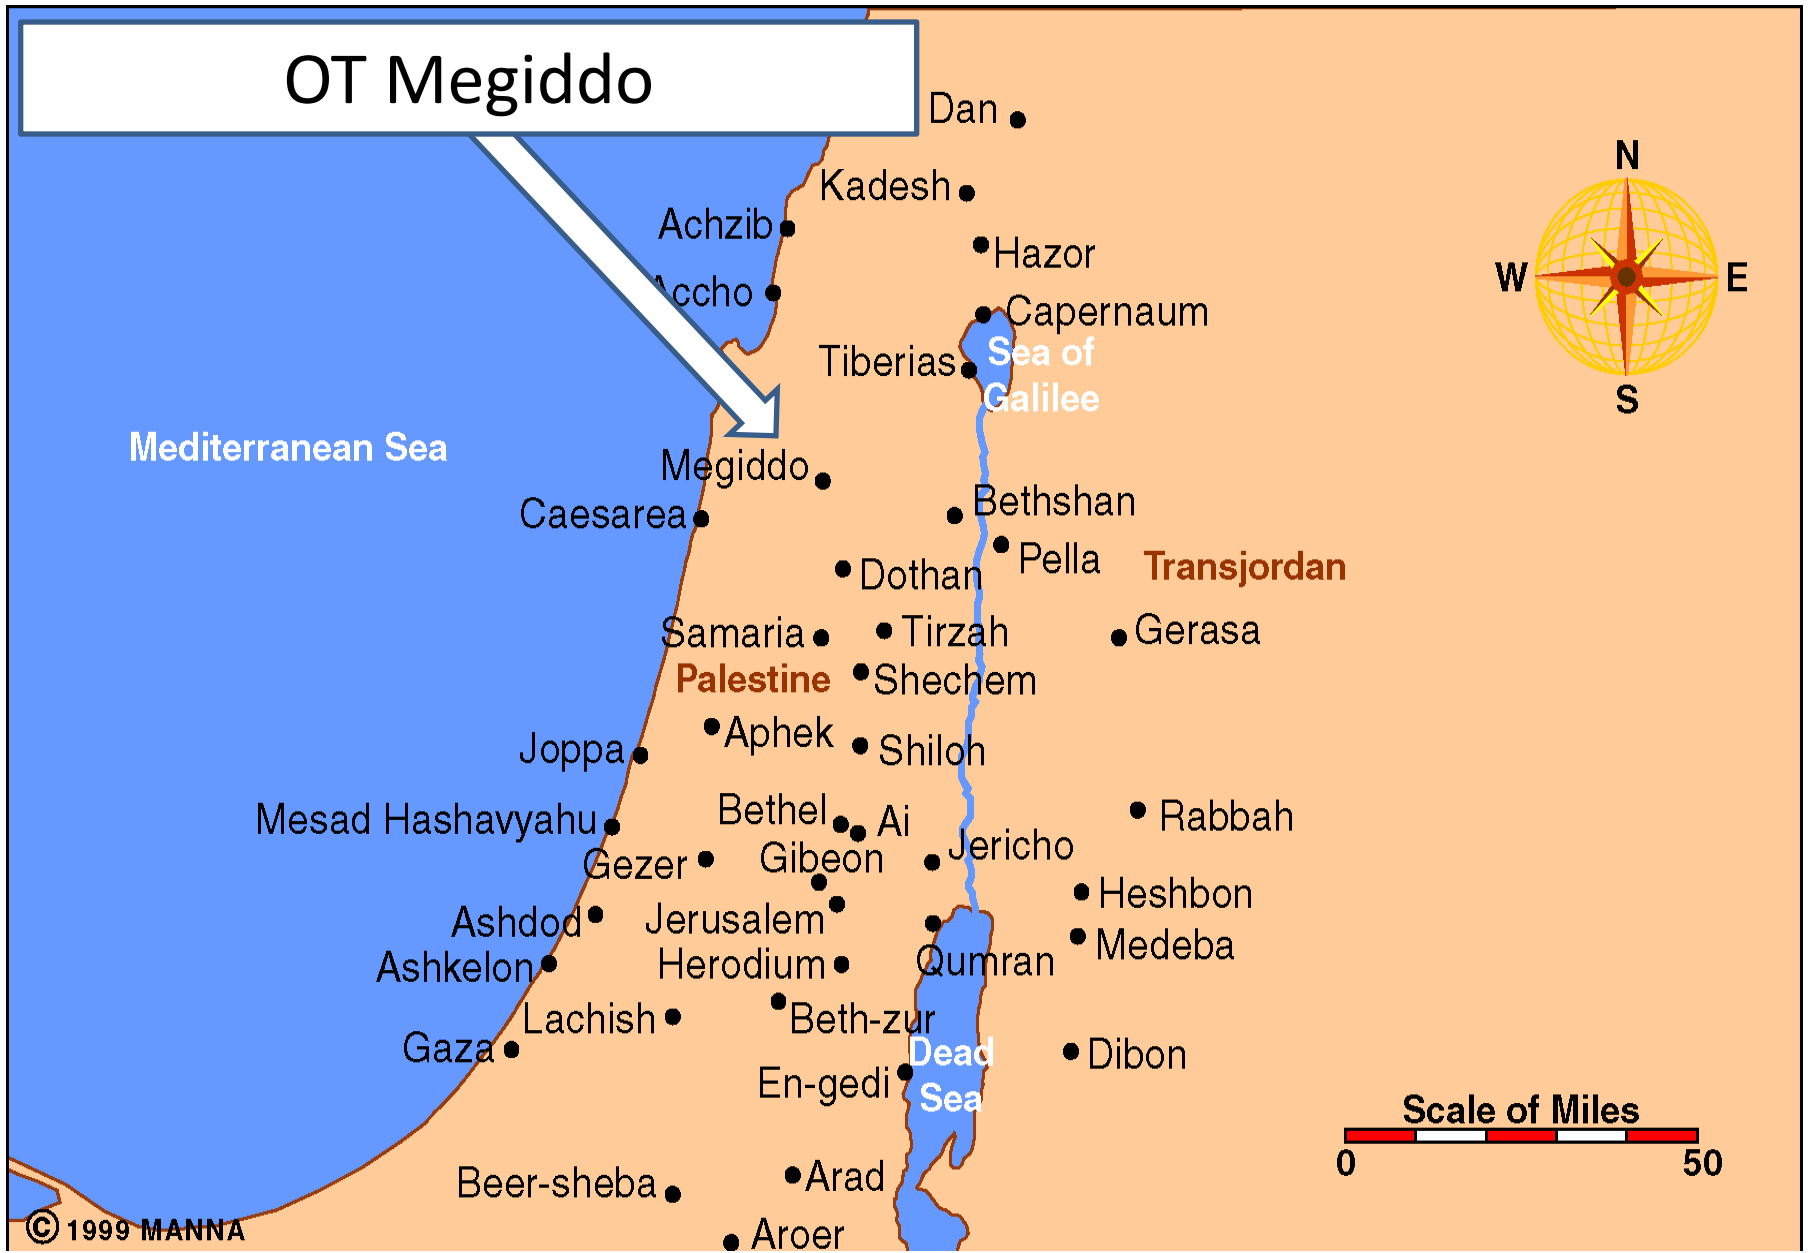 OT Megiddo
Dan
N
Kadesh
Achzib
Hazor
W
E
Accho
Capernaum
Sea of
Galilee
Tiberias
S
Mediterranean Sea
Megiddo
Caesarea
Bethshan
Pella
Transjordan
Dothan
Samaria
Tirzah
Gerasa
Palestine
Shechem
Aphek
Joppa
Shiloh
Mesad Hashavyahu
Bethel
Ai
Rabbah
Gezer
Gibeon
Jericho
Heshbon
Ashdod
Jerusalem
Medeba
Ashkelon
Herodium
Qumran
Lachish
Beth-zur
Gaza
Dead
Sea
Dibon
En-gedi
Scale of Miles
0
50
Beer-sheba
Arad
© 1999 MANNA
Aroer